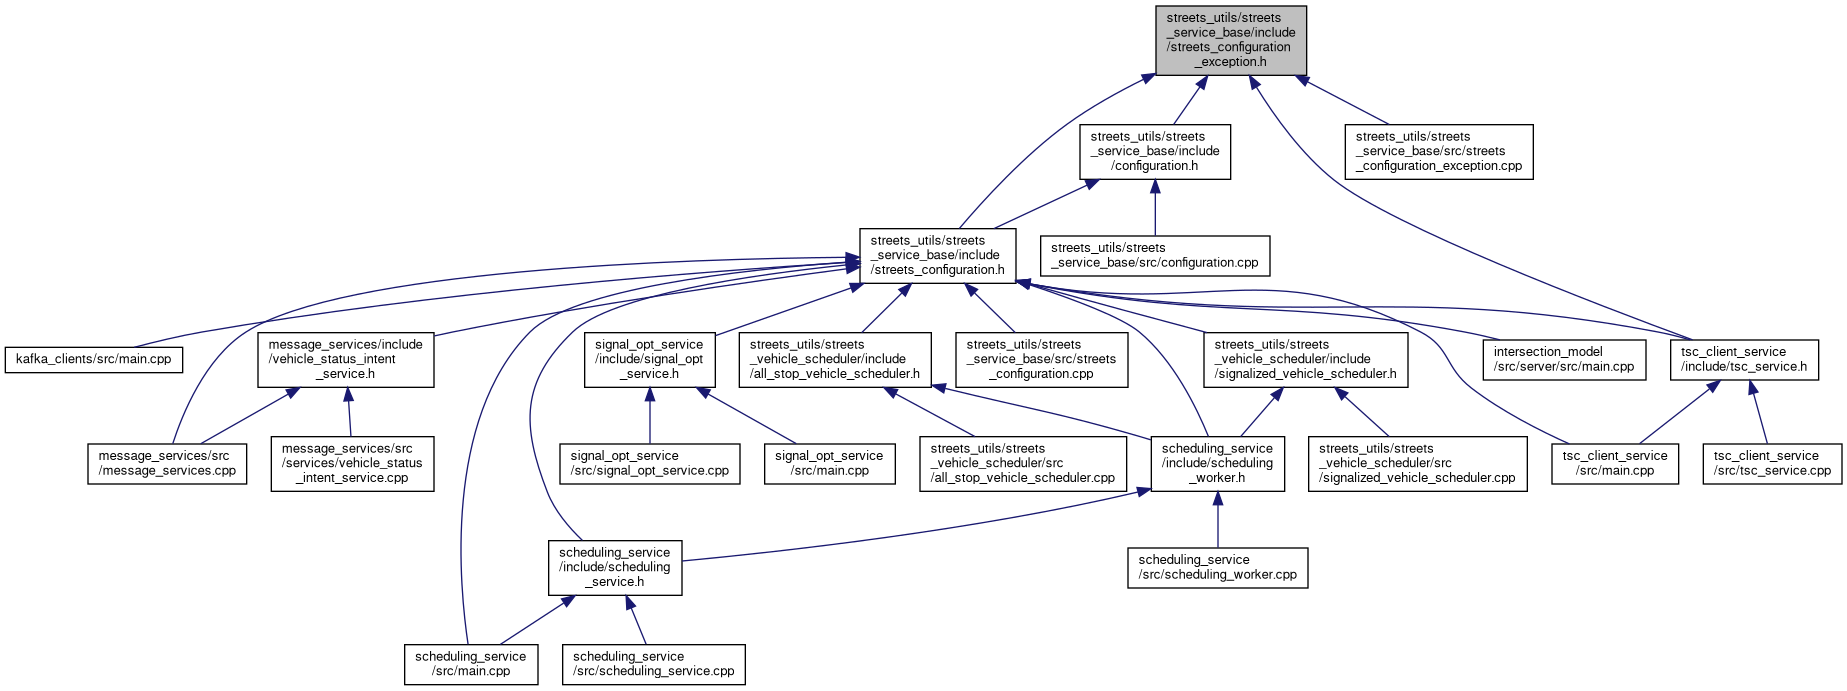 streets_utils/streets
_service_base/include
/streets_configuration
_exception.h
streets_utils/streets
_service_base/include
/configuration.h
streets_utils/streets
_service_base/src/streets
_configuration_exception.cpp
streets_utils/streets
_service_base/include
/streets_configuration.h
streets_utils/streets
_service_base/src/configuration.cpp
kafka_clients/src/main.cpp
message_services/include
/vehicle_status_intent
_service.h
signal_opt_service
/include/signal_opt
_service.h
streets_utils/streets
_vehicle_scheduler/include
/all_stop_vehicle_scheduler.h
streets_utils/streets
_service_base/src/streets
_configuration.cpp
streets_utils/streets
_vehicle_scheduler/include
/signalized_vehicle_scheduler.h
intersection_model
/src/server/src/main.cpp
tsc_client_service
/include/tsc_service.h
message_services/src
/message_services.cpp
message_services/src
/services/vehicle_status
_intent_service.cpp
signal_opt_service
/src/signal_opt_service.cpp
signal_opt_service
/src/main.cpp
streets_utils/streets
_vehicle_scheduler/src
/all_stop_vehicle_scheduler.cpp
scheduling_service
/include/scheduling
_worker.h
streets_utils/streets
_vehicle_scheduler/src
/signalized_vehicle_scheduler.cpp
tsc_client_service
/src/main.cpp
tsc_client_service
/src/tsc_service.cpp
scheduling_service
/include/scheduling
_service.h
scheduling_service
/src/scheduling_worker.cpp
scheduling_service
/src/main.cpp
scheduling_service
/src/scheduling_service.cpp